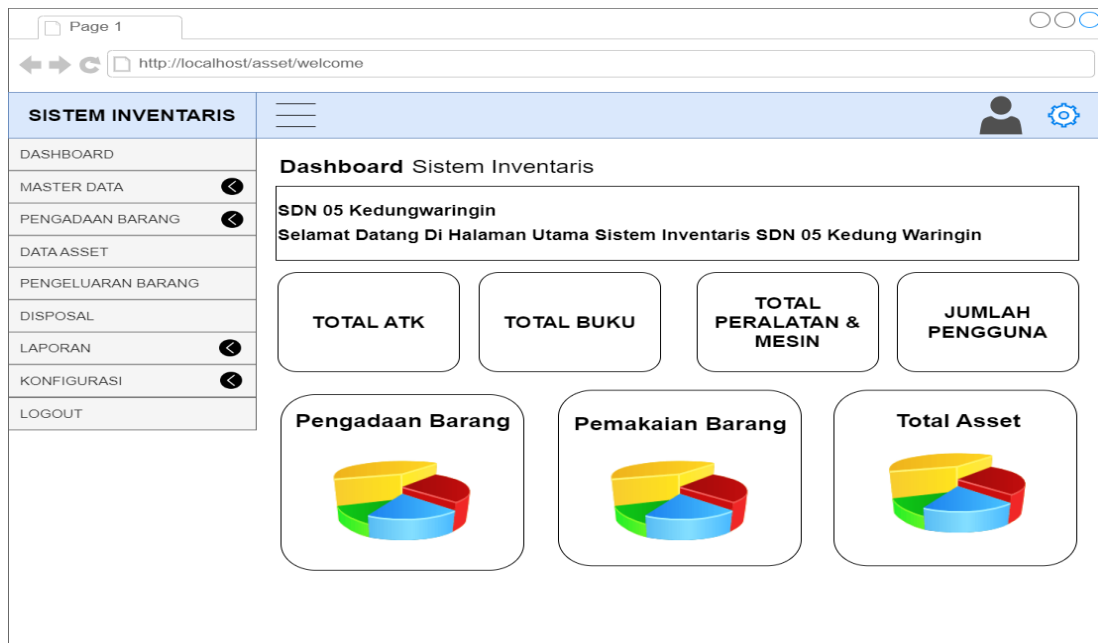 Page 1
http://localhost/asset/welcome
SISTEM INVENTARIS
DASHBOARD
MASTER DATA
PENGADAAN BARANG
DATA ASSET
PENGELUARAN BARANG
DISPOSAL
LAPORAN
KONFIGURASI
LOGOUT
Dashboard Sistem Inventaris
SDN 05 Kedungwaringin
Selamat Datang Di Halaman Utama Sistem Inventaris SDN 05 Kedung Waringin
TOTAL ATK
TOTAL BUKU
TOTAL
PERALATAN &
MESIN
JUMLAH
PENGGUNA
Pengadaan Barang
Pemakaian Barang
Total Asset